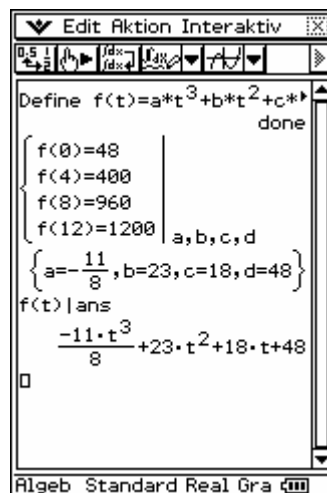 Edit Aktion Interaktiv
Define f(t)=a*t^3+b*t^2+c*
done
f(0)=48
f(4)=400
f(8)=960
f(12)=1200 | a,b,c,d
{a=-11/8,b=23,c=18,d=48}
f(t)|ans
-11·t^3/8+23·t^2+18·t+48
Algeb Standard Real Gra